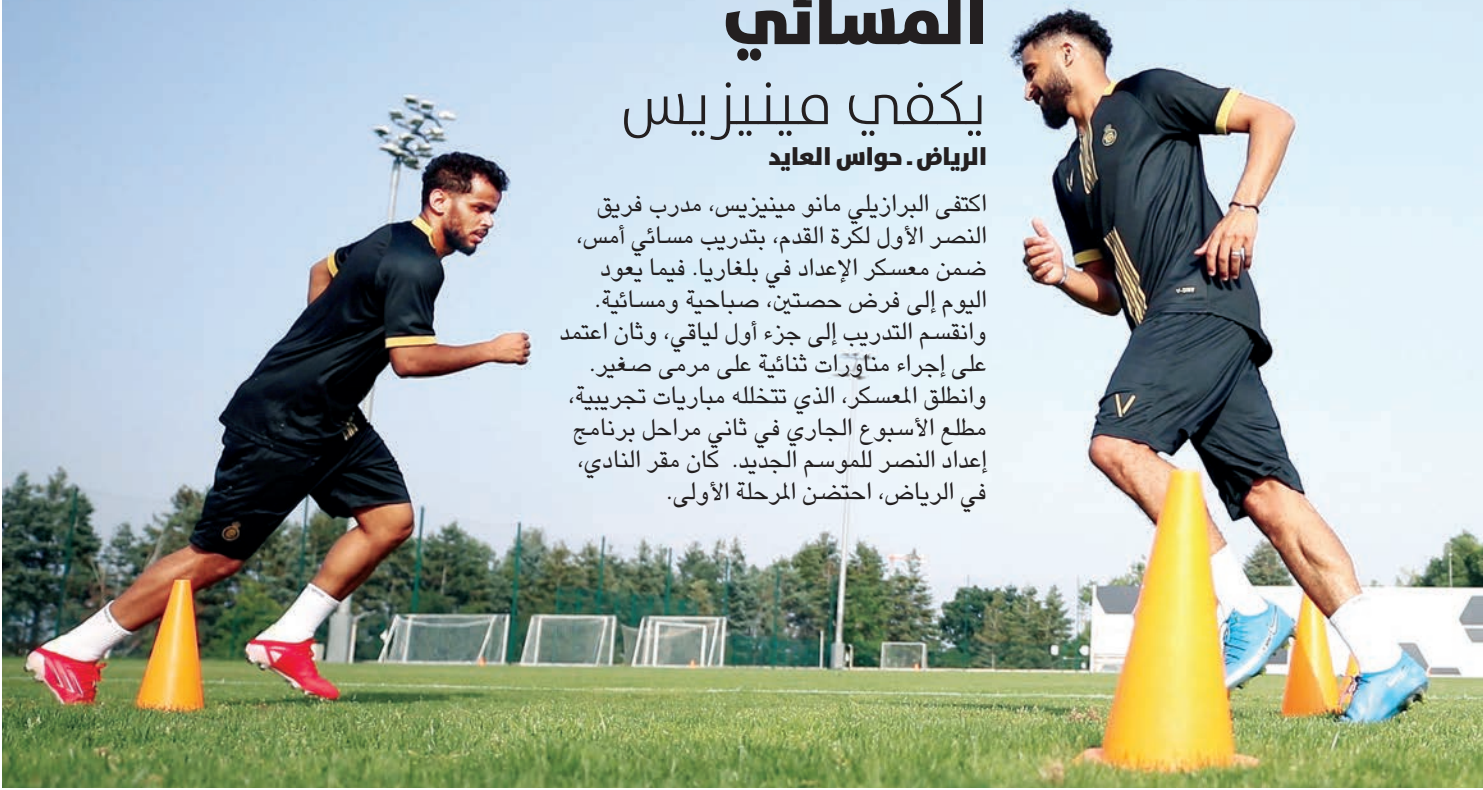 المسائي
يكفي مينيزيس
الرياض ـ حواس العايد
اكتفى البرازيلي مانو مينيزيس، مدرب فريق
النصر الأول لكرة القدم، بتدريب مسائي أمس،
ضمن معسكر الإعداد في بلغاريا. فيما يعود
اليوم إلى فرض حصتين، صباحية ومسائية.
وانقسم التدريب إلى جزء أول لياقي، وثان اعتمد
على إجراء مناورات ثنائية على مرمى صغير.
وانطلق المعسكر، الذي تتخلله مباريات تجريبية،
مطلع الأسبوع الجاري في ثاني مراحل برنامج
إعداد النصر للموسم الجديد. كان مقر النادي،
في الرياض، احتضن المرحلة الأولى.